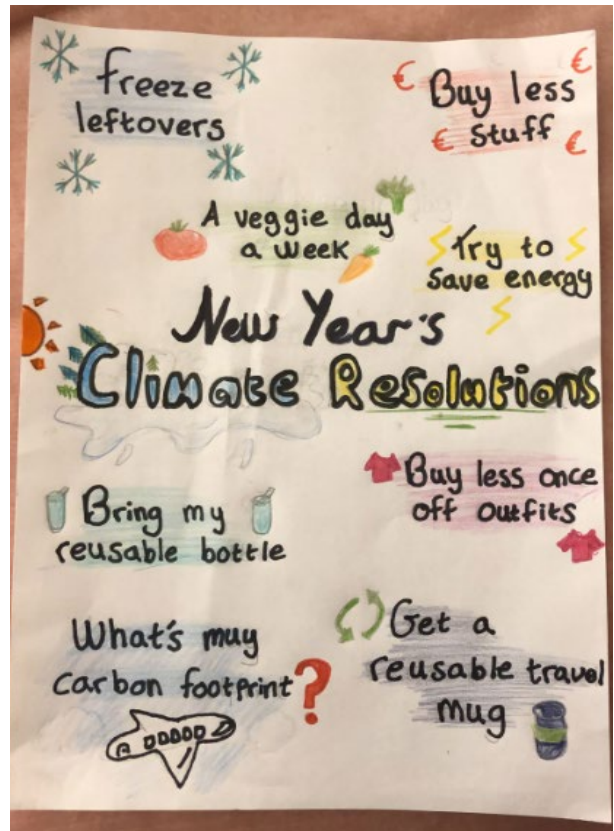 freeze
leftovers
€ Buy less €
€ Stuff €
A veggie day
a week
Try to
save energy
New Year's
Climate Resolutions
Buy less once
off outfits
Bring my
reusable bottle
What's muy
carbon footprint?
Get a
reusable travel
mug